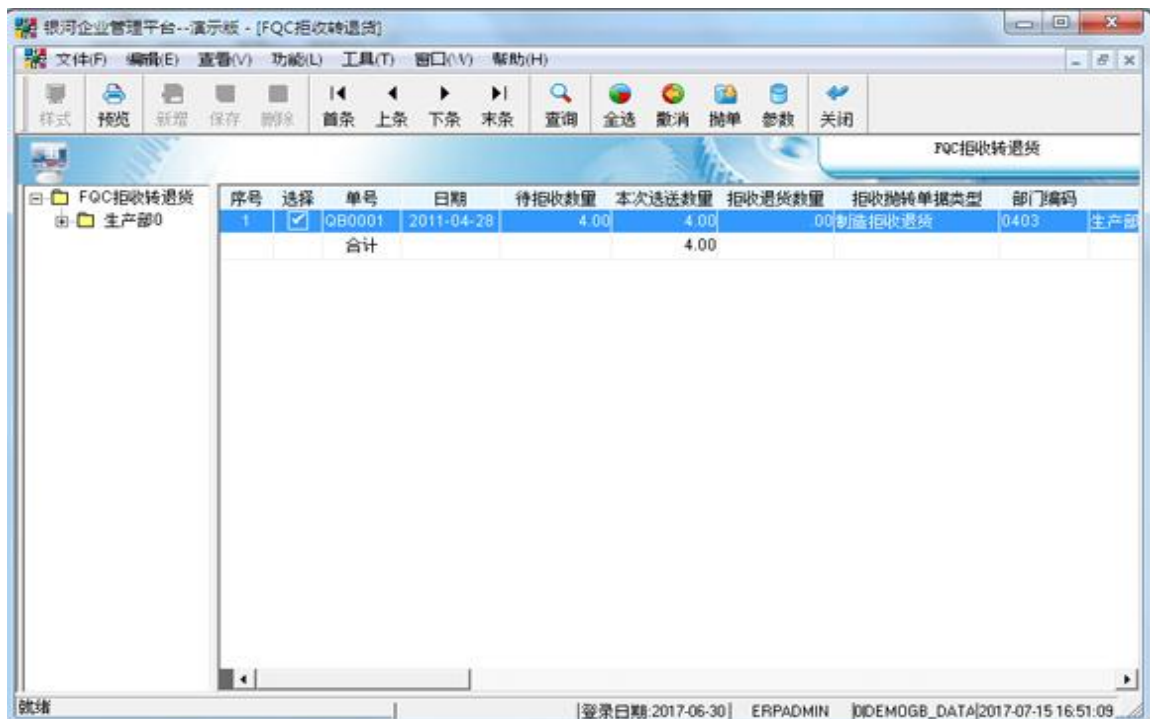 银河企业管理平台--演示版 - [FQC拒收转退货]
文件(F) 编辑(E) 查看(V) 功能(L) 工具(T) 窗口(W) 帮助(H)
样式 预览 新增 保存 删除 首条 上条 下条 末条 查询 全选 撤消 抛单 参数 关闭
FQC拒收转退货
FQC拒收转退货
生产部0
序号 选择 单号 日期 待拒收数量 本次选送数量 拒收退货数量 拒收抛转单据类型 部门编码
1 QB0001 2011-04-28 4.00 4.00 .00 制造拒收退货 0403 生产部
合计 4.00
就绪 登录日期:2017-06-30 ERPADMIN 2017-07-15 16:51:09